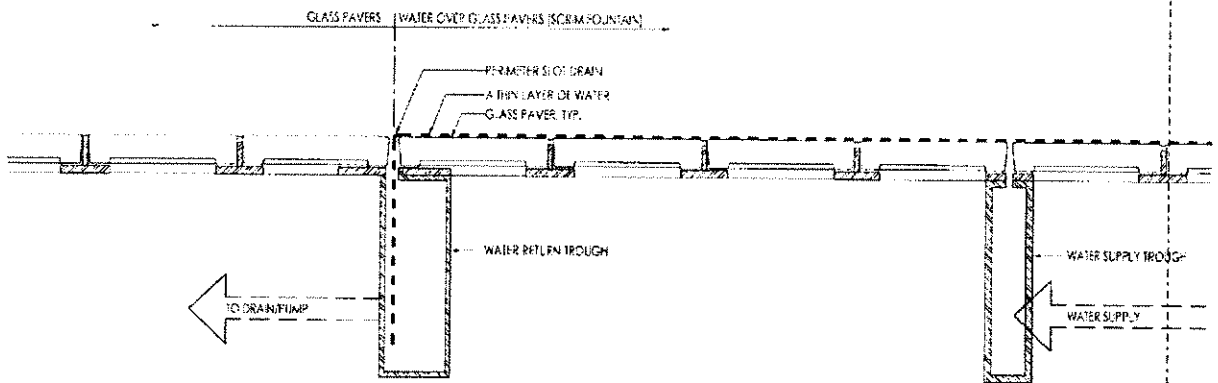 GLASS PAVERS
WATER OVER GLASS PAVERS (SCRIM FOUNTAIN)
PERIMETER SLOT DRAIN
A THIN LAYER OF WATER
GLASS PAVER, TYP.
WATER RETURN TROUGH
WATER SUPPLY TROUGH
TO DRAIN/PUMP
WATER SUPPLY